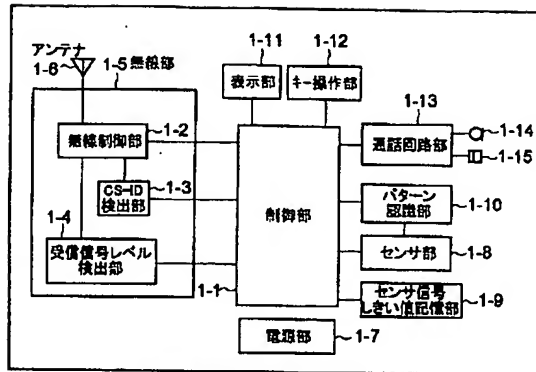 アンテナ
1-6
1-5 無線部
1-11
1-12
表示部
キー操作部
1-13
無線制御部
1-2
通話回路部
1-14
1-15
CS-ID
検出部
1-3
制御部
パターン
認識部
1-10
1-4
受信信号レベル
検出部
センサ部
1-8
1-1
センサ信号
しきい値記憶部
1-9
電源部
1-7